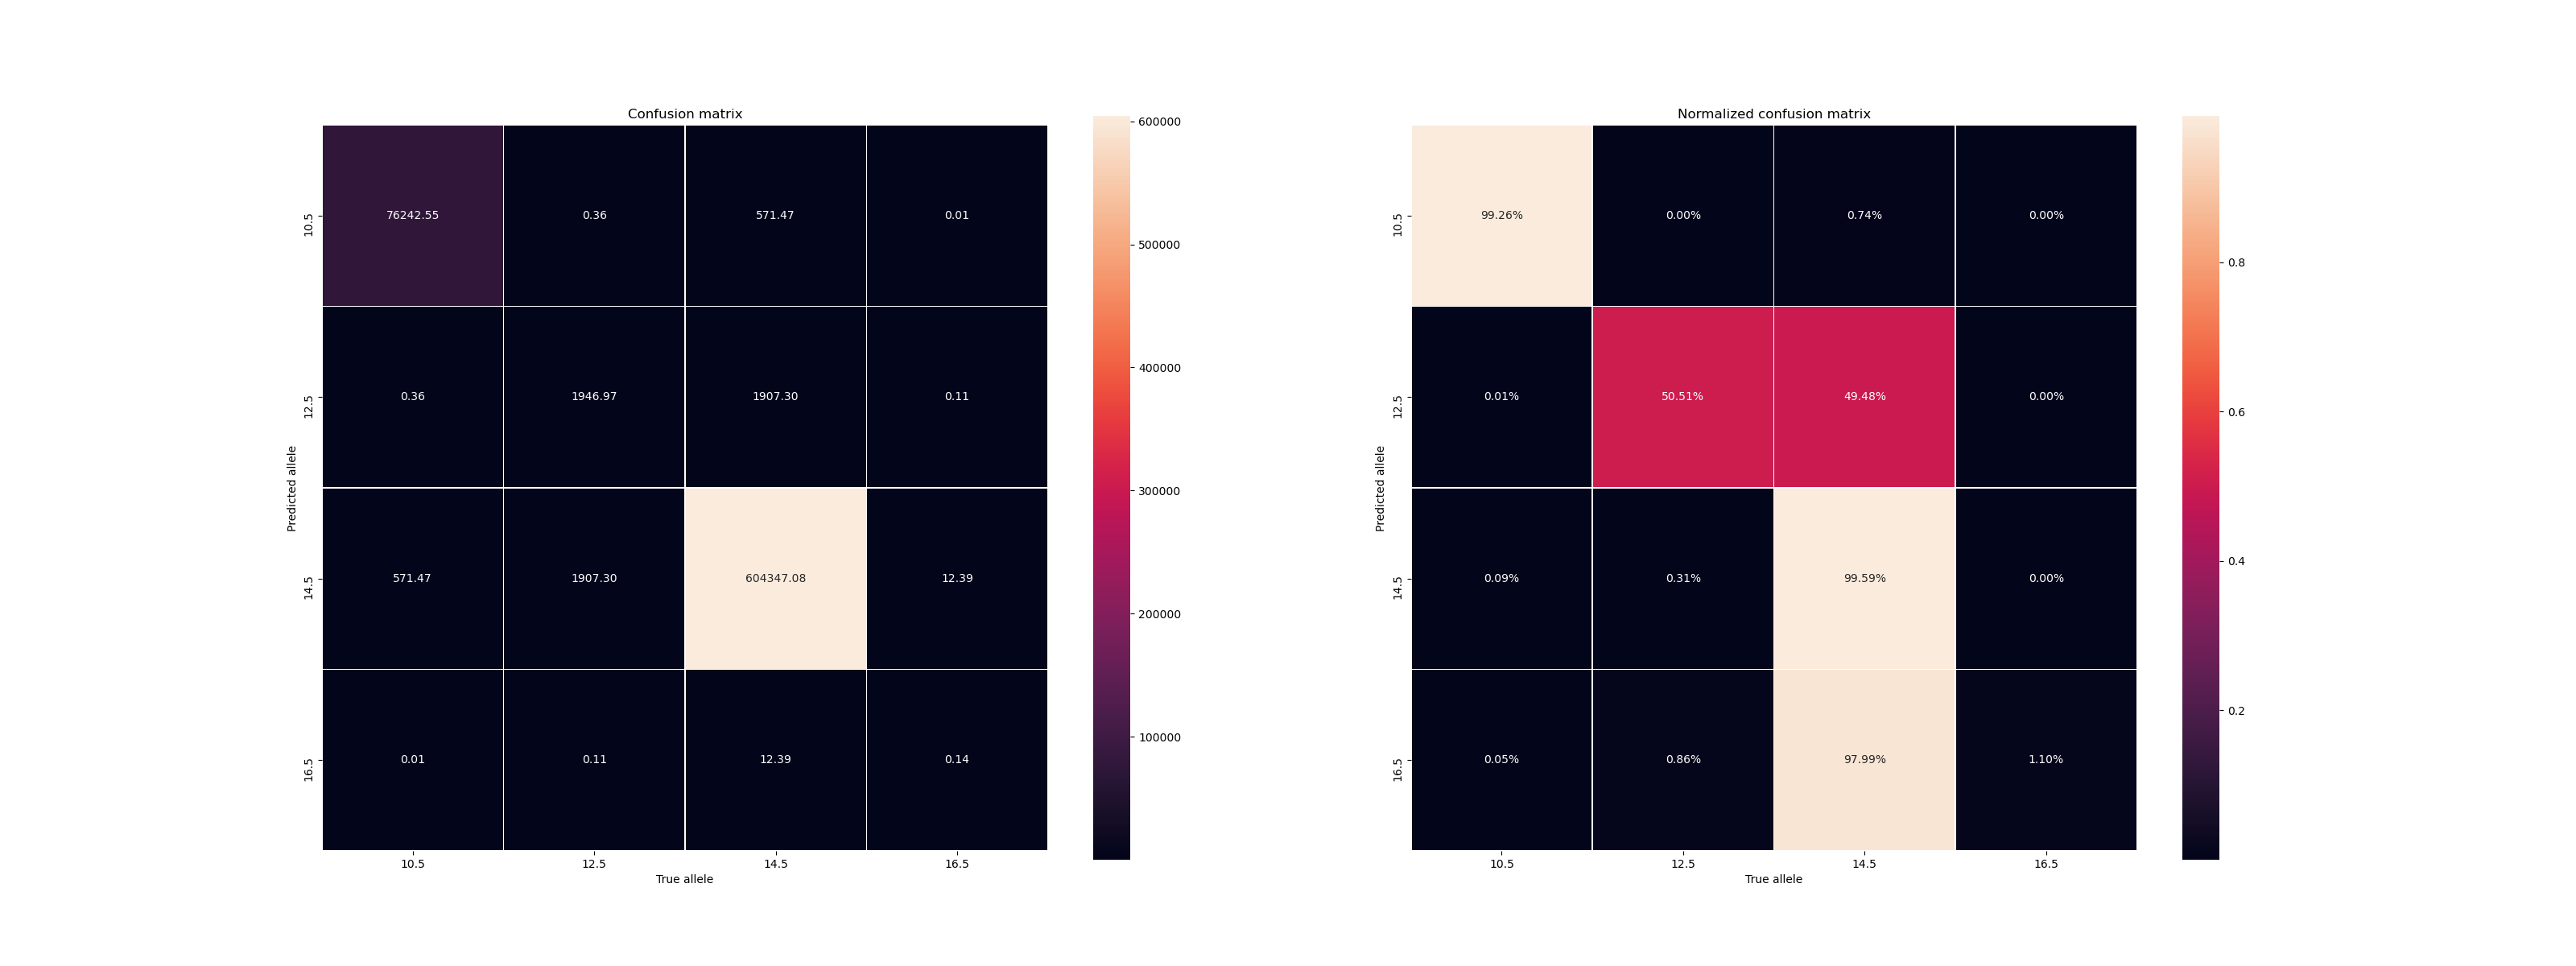 Confusion matrix
10.5 76242.55 0.36 571.47 0.01
12.5 0.36 1946.97 1907.30 0.11
14.5 571.47 1907.30 604347.08 12.39
16.5 0.01 0.11 12.39 0.14
Predicted allele
10.5 12.5 14.5 16.5
True allele
600000
500000
400000
300000
200000
100000
Normalized confusion matrix
10.5 99.26% 0.00% 0.74% 0.00%
12.5 0.01% 50.51% 49.48% 0.00%
14.5 0.09% 0.31% 99.59% 0.00%
16.5 0.05% 0.86% 97.99% 1.10%
Predicted allele
10.5 12.5 14.5 16.5
True allele
0.8
0.6
0.4
0.2